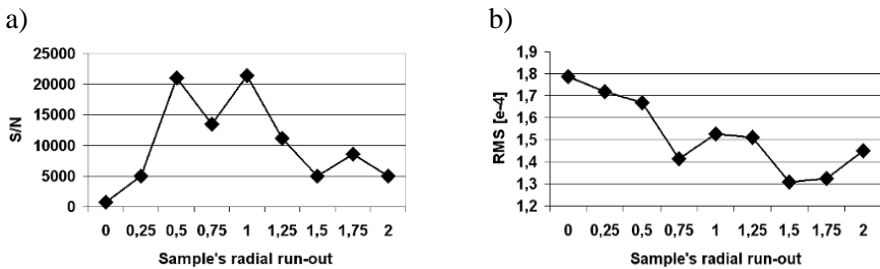 a)
25000
20000
15000
10000
5000
0
S/N
0 0,25 0,5 0,75 1 1,25 1,5 1,75 2
Sample's radial run-out
b)
1,9
1,8
1,7
1,6
1,5
1,4
1,3
1,2
RMS [e-4]
0 0,25 0,5 0,75 1 1,25 1,5 1,75 2
Sample's radial run-out